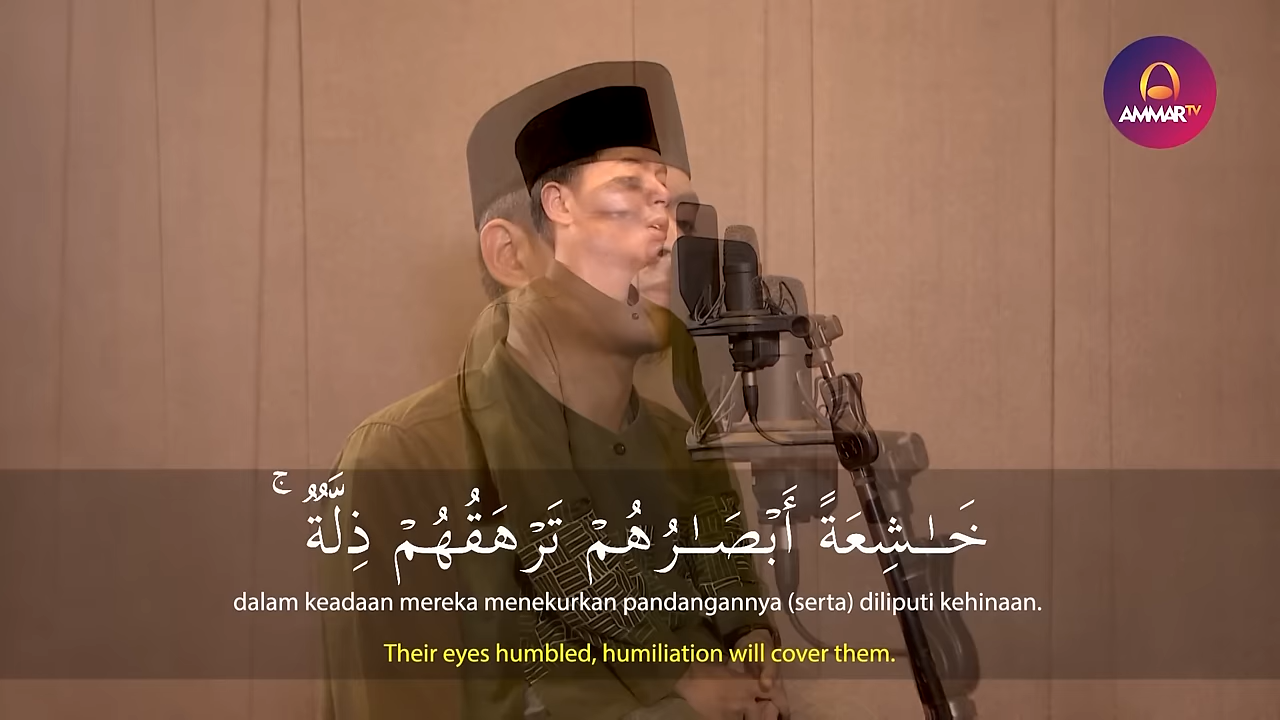 AMMARTV
خَـٰشِعَةً أَبْصَـٰرُهُمْ تَرْهَقُهُمْ ذِلَّةٌ ۚ
dalam keadaan mereka menekurkan pandangannya (serta) diliputi kehinaan.
Their eyes humbled, humiliation will cover them.